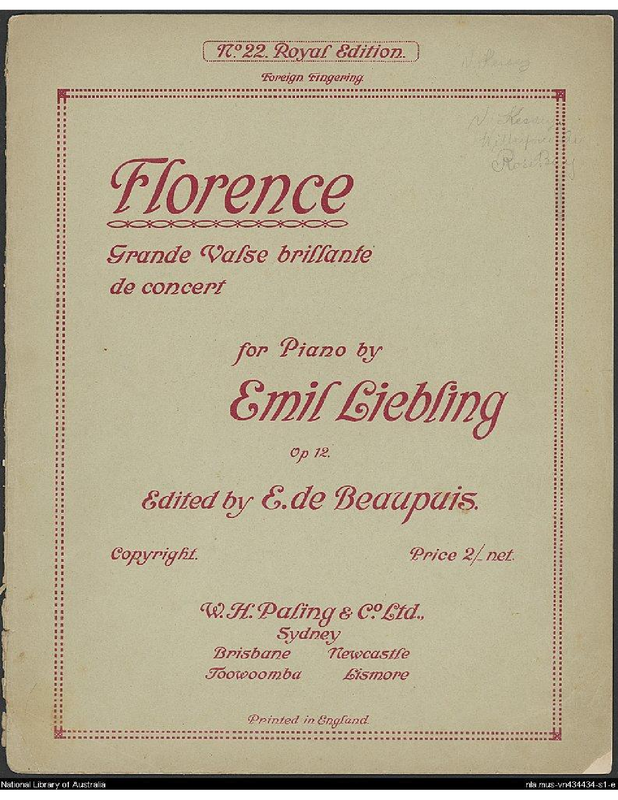 No. 22. Royal Edition.
Foreign Fingering.
Florence
Grande Valse brillante
de concert
for Piano by
Emil Liebling
Op 12.
Edited by E. de Beaupuis.
Copyright. Price 2/- net.
W. H. Paling & Co. Ltd.,
Sydney
Brisbane Newcastle
Toowoomba Lismore
Printed in England.
National Library of Australia nla.mus-vn434434-s1-e